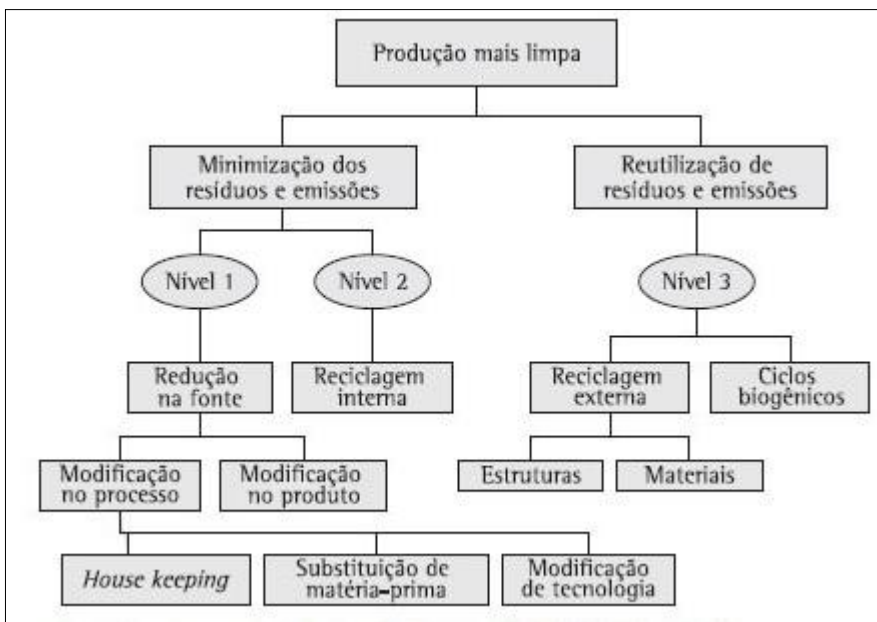 Produção mais limpa
Minimização dos
resíduos e emissões
Reutilização de
resíduos e emissões
Nível 1
Nível 2
Nível 3
Redução
na fonte
Reciclagem
interna
Reciclagem
externa
Ciclos
biogênicos
Modificação
no processo
Modificação
no produto
Estruturas
Materiais
House keeping
Substituição de
matéria-prima
Modificação
de tecnologia